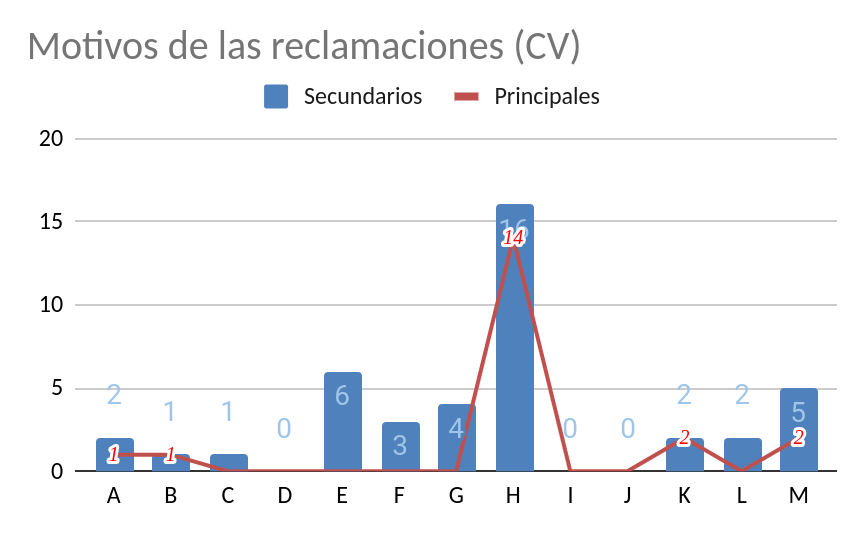 Motivos de las reclamaciones (CV)
Secundarios Principales
20
15
10
5
0
2 1 1 0 6 3 4 16 0 0 2 2 5
1 1 14 2 2
A B C D E F G H I J K L M